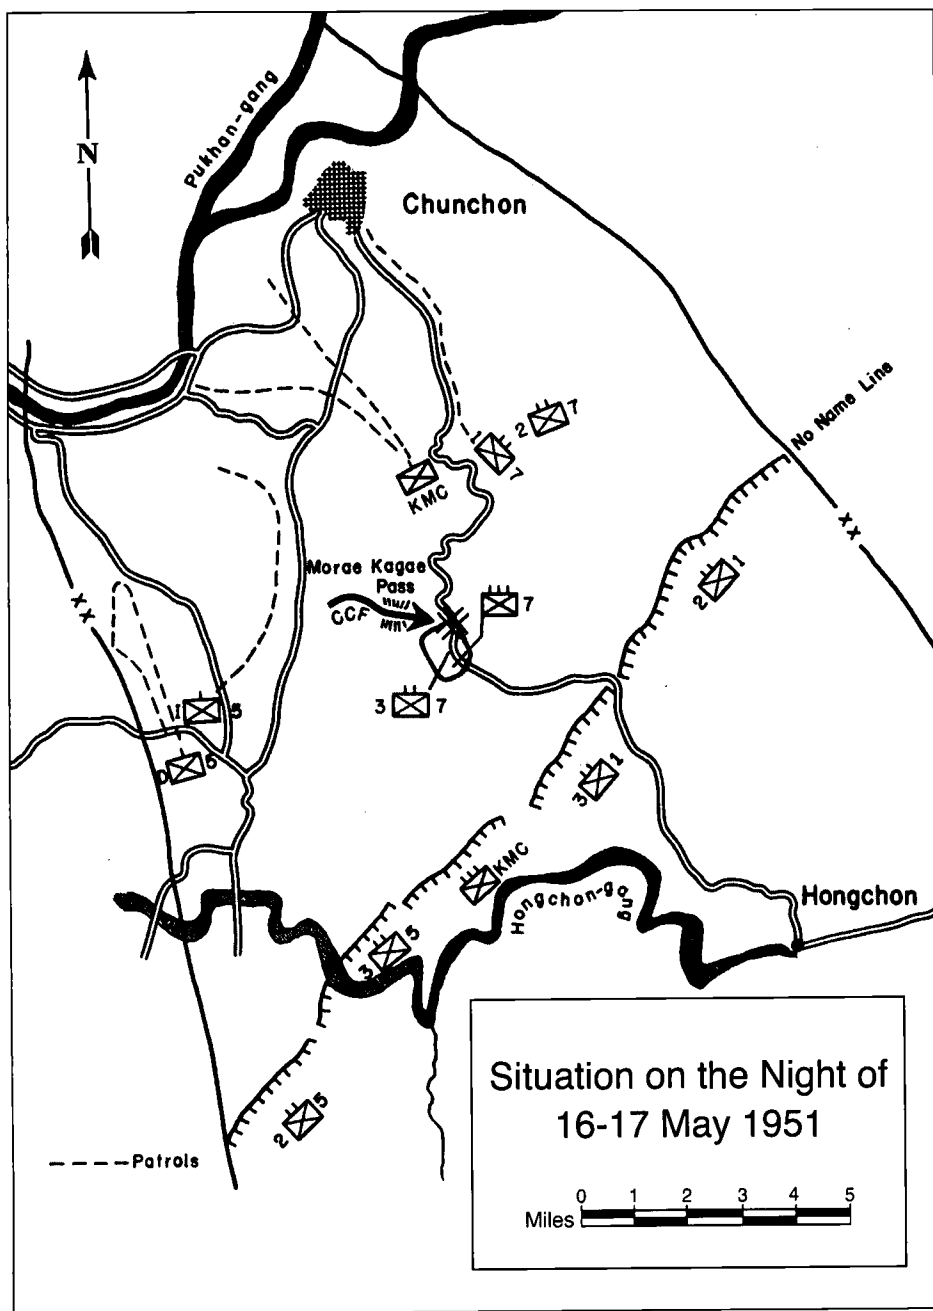 N
Pukhan-gang
Chunchon
No Name Line
2 7
1 7
KMC
Morae Kagae
Pass
CCF
7
3 7
2 1
XX
XX
1 5
D 5
3 1
KMC
Hongchon-gang
Hongchon
3 5
2 5
Patrols
Situation on the Night of
16-17 May 1951
0 1 2 3 4 5
Miles